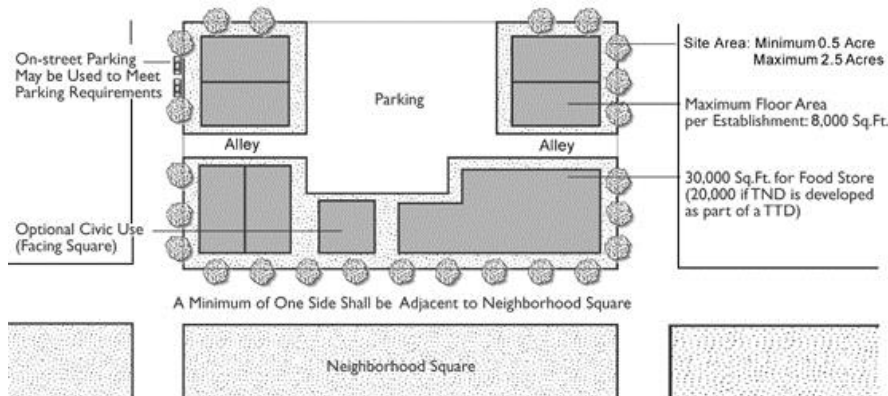 On-street Parking
May be Used to Meet
Parking Requirements
Parking
Site Area: Minimum 0.5 Acre
Maximum 2.5 Acres
Maximum Floor Area
per Establishment: 8,000 Sq.Ft.
Alley
Alley
30,000 Sq.Ft. for Food Store
(20,000 if TND is developed
as part of a TTD)
Optional Civic Use
(Facing Square)
A Minimum of One Side Shall be Adjacent to Neighborhood Square
Neighborhood Square